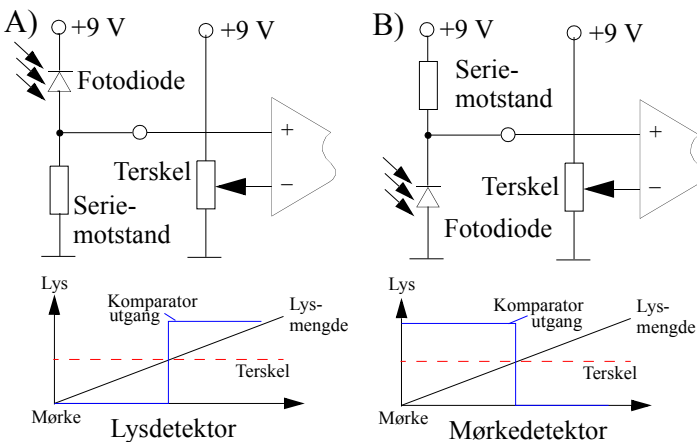 A)
+9 V
+9 V
Fotodiode
+
Terskel
−
Serie-
motstand
Lys
Komparator
utgang
Lys-
mengde
Terskel
Mørke
Lysdetektor
B)
+9 V
+9 V
Serie-
motstand
+
Terskel
−
Fotodiode
Lys
Komparator
utgang
Lys-
mengde
Terskel
Mørke
Mørkedetektor